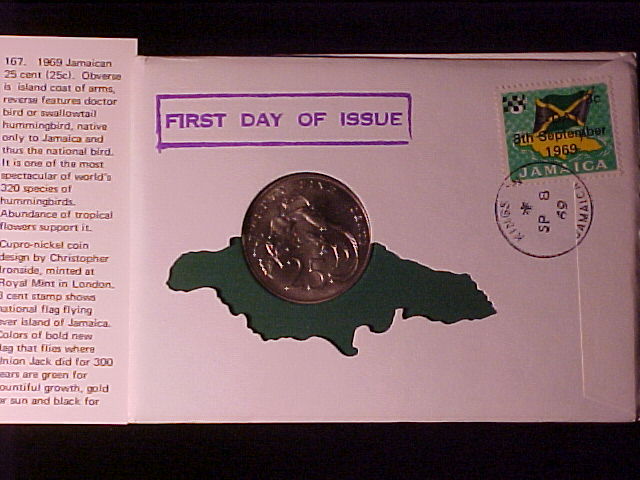 167. 1969 Jamaican
25 cent (25c). Obverse
is island coat of arms,
reverse features doctor
bird or swallowtail
hummingbird, native
only to Jamaica and
thus the national bird.
It is one of the most
spectacular of world's
320 species of
hummingbirds.
Abundance of tropical
flowers support it.
Cupro-nickel coin
design by Christopher
Ironside, minted at
Royal Mint in London.
cent stamp shows
national flag flying
over island of Jamaica.
Colors of bold new
flag that flies where
Union Jack did for 300
years are green for
bountiful growth, gold
or sun and black for
FIRST DAY OF ISSUE
8th September
1969
JAMAICA
KINGS
SP 8
69
JAMAICA
25